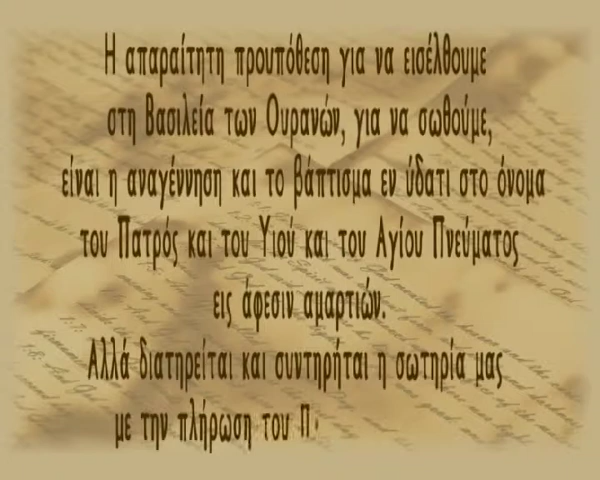 Η απαραίτητη προυπόθεση για να εισέλθουμε
στη Βασιλεία των Ουρανών, για να σωθούμε,
είναι η αναγέννηση και το βάπτισμα εν ύδατι στο όνομα
του Πατρός και του Υιού και του Αγίου Πνεύματος
εις άφεσιν αμαρτιών.
Αλλά διατηρείται και συντηρήται η σωτηρία μας
με την πλήρωση του Π